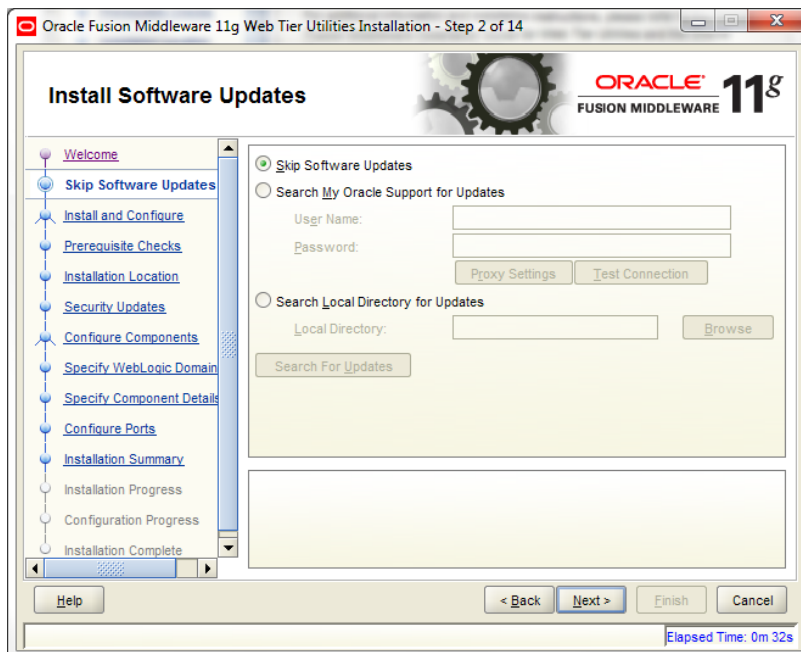 Oracle Fusion Middleware 11g Web Tier Utilities Installation - Step 2 of 14
Install Software Updates
ORACLE
FUSION MIDDLEWARE 11g
Welcome
Skip Software Updates
Install and Configure
Prerequisite Checks
Installation Location
Security Updates
Configure Components
Specify WebLogic Domain
Specify Component Details
Configure Ports
Installation Summary
Installation Progress
Configuration Progress
Installation Complete
Skip Software Updates
Search My Oracle Support for Updates
User Name:
Password:
Proxy Settings Test Connection
Search Local Directory for Updates
Local Directory: Browse
Search For Updates
Help < Back Next > Finish Cancel
Elapsed Time: 0m 32s